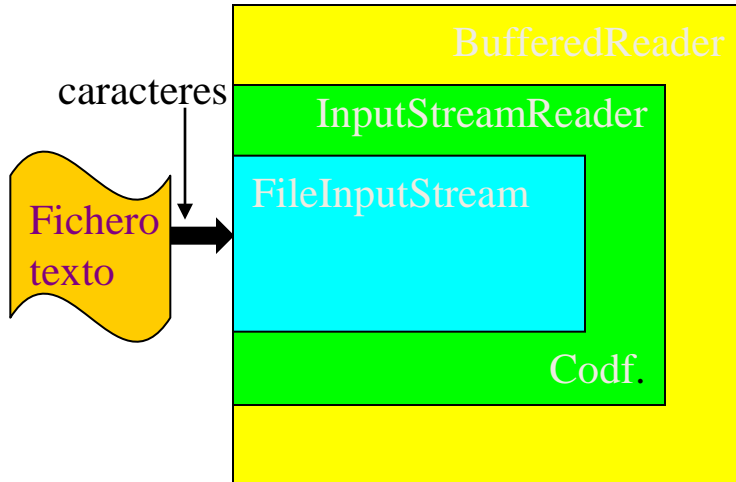 BufferedReader
caracteres
InputStreamReader
FileInputStream
Fichero
texto
Codf.